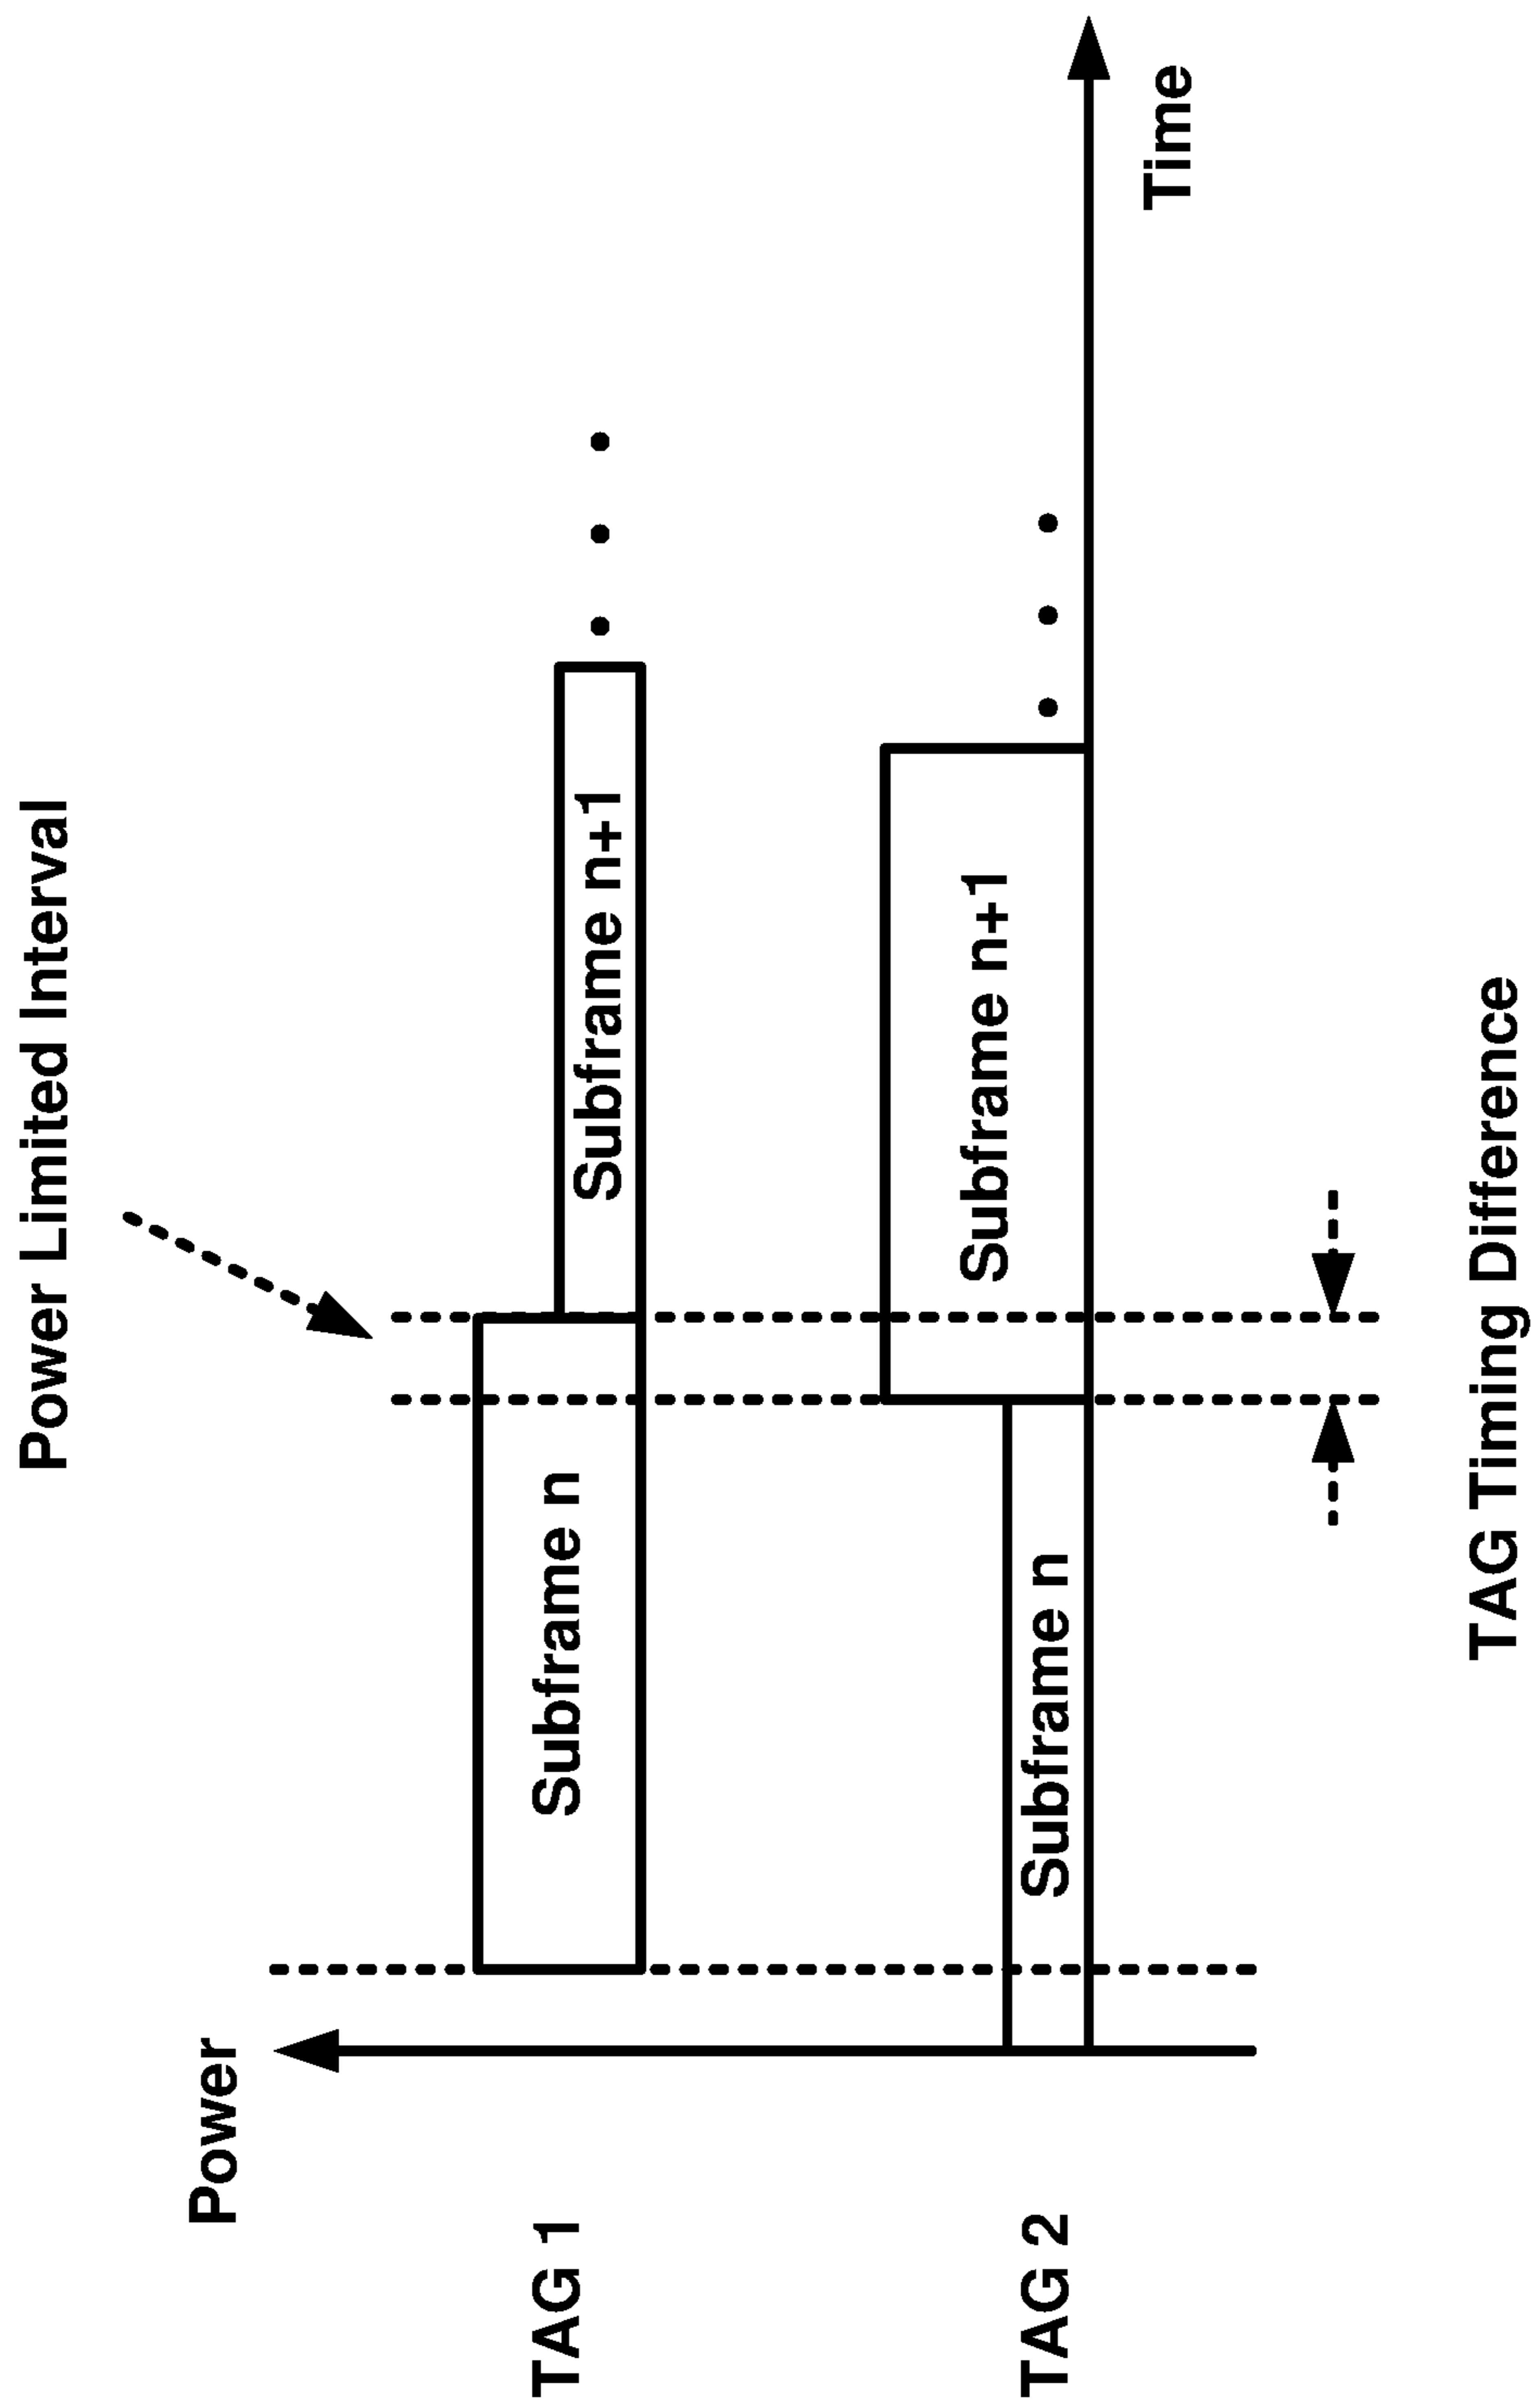 Power Limited Interval
Power
TAG 1
Subframe n
Subframe n+1
TAG 2
Subframe n
Subframe n+1
Time
TAG Timing Difference